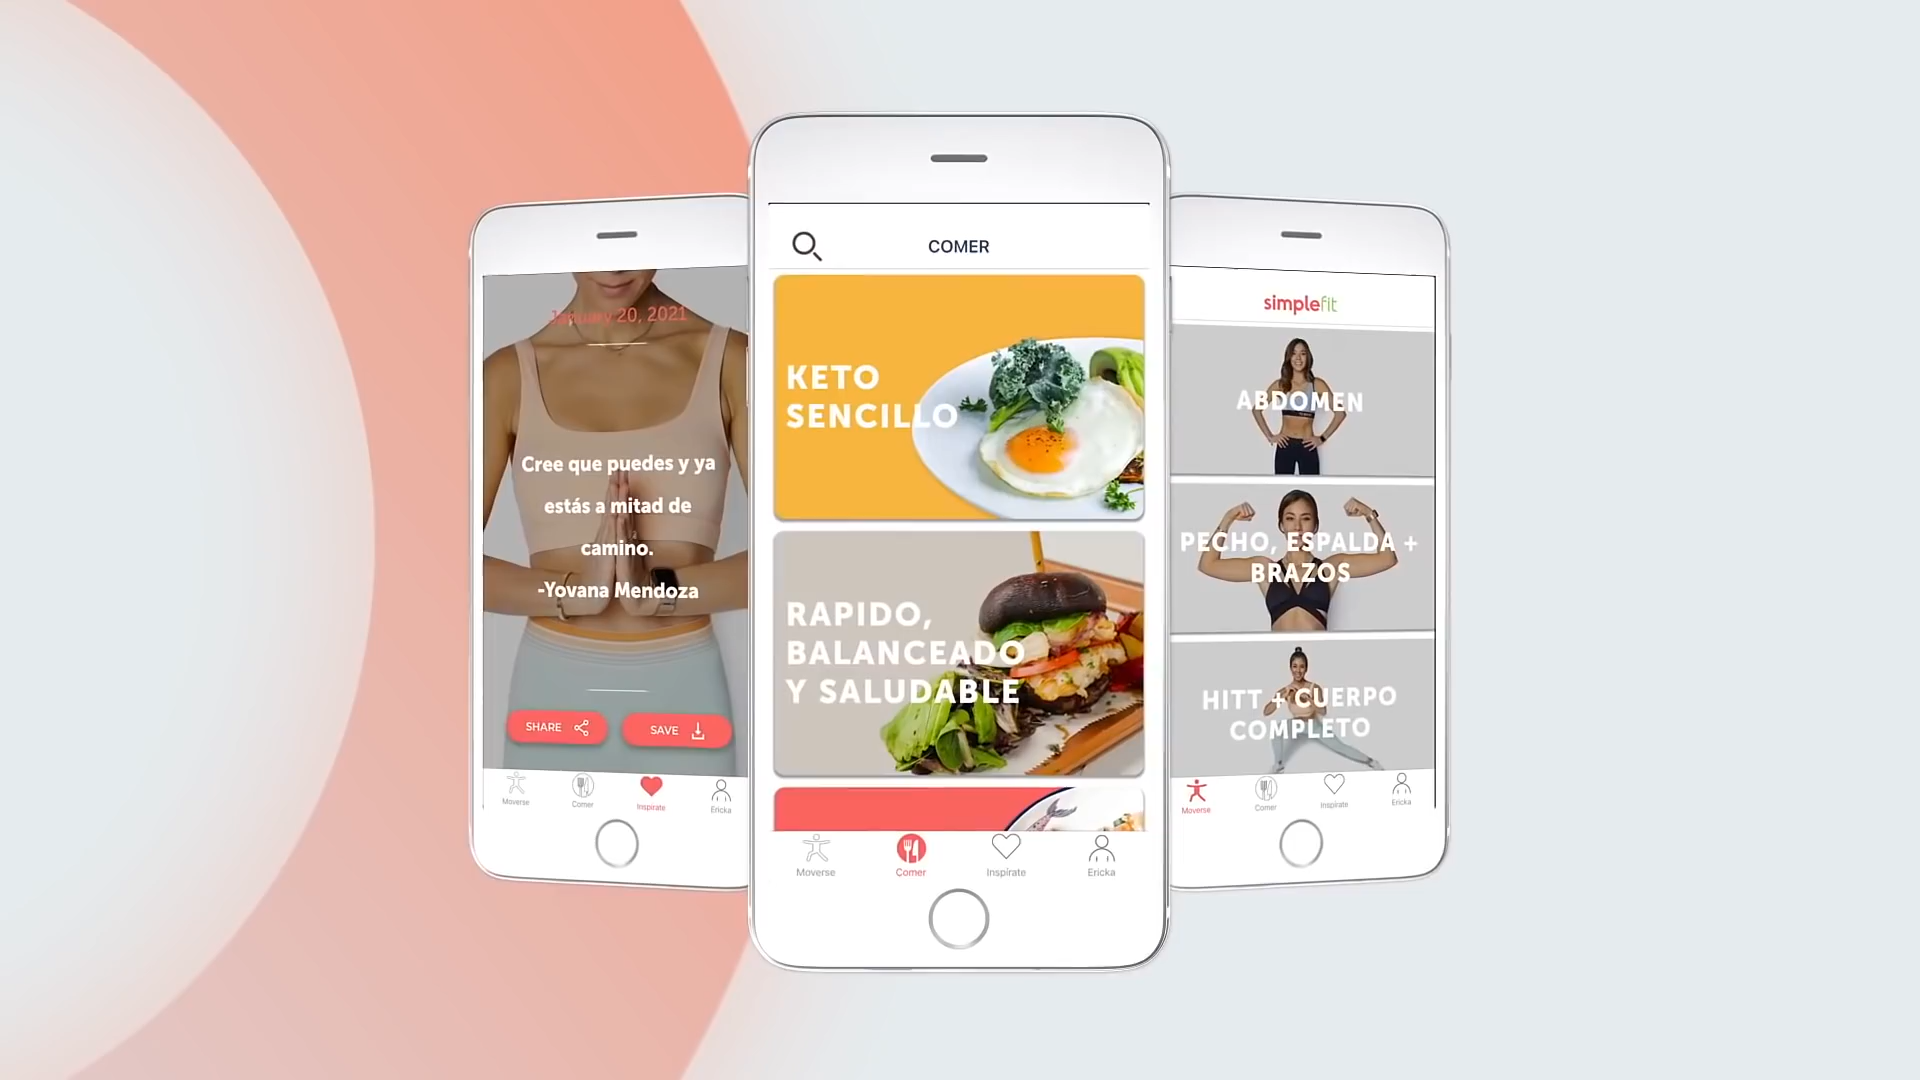 January 20, 2021
Cree que puedes y ya
estás a mitad de
camino.
-Yovana Mendoza
SHARE
SAVE
Moverse
Comer
Inspírate
Ericka
COMER
KETO
SENCILLO
RAPIDO,
BALANCEADO
Y SALUDABLE
Moverse
Comer
Inspírate
Ericka
simplefit
ABDOMEN
PECHO, ESPALDA +
BRAZOS
HITT + CUERPO
COMPLETO
Moverse
Comer
Inspírate
Ericka